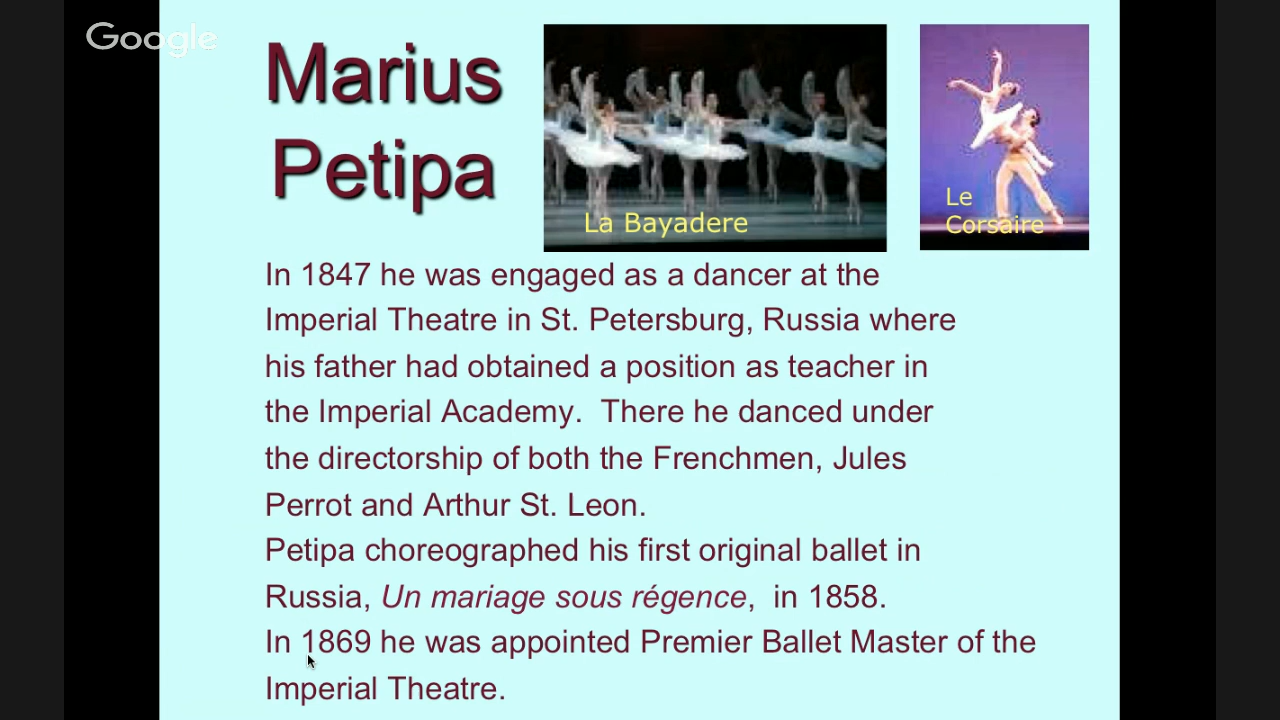 Google
Marius
Petipa
La Bayadere
Le
Corsaire
In 1847 he was engaged as a dancer at the
Imperial Theatre in St. Petersburg, Russia where
his father had obtained a position as teacher in
the Imperial Academy.  There he danced under
the directorship of both the Frenchmen, Jules
Perrot and Arthur St. Leon.
Petipa choreographed his first original ballet in
Russia, Un mariage sous régence,  in 1858.
In 1869 he was appointed Premier Ballet Master of the
Imperial Theatre.